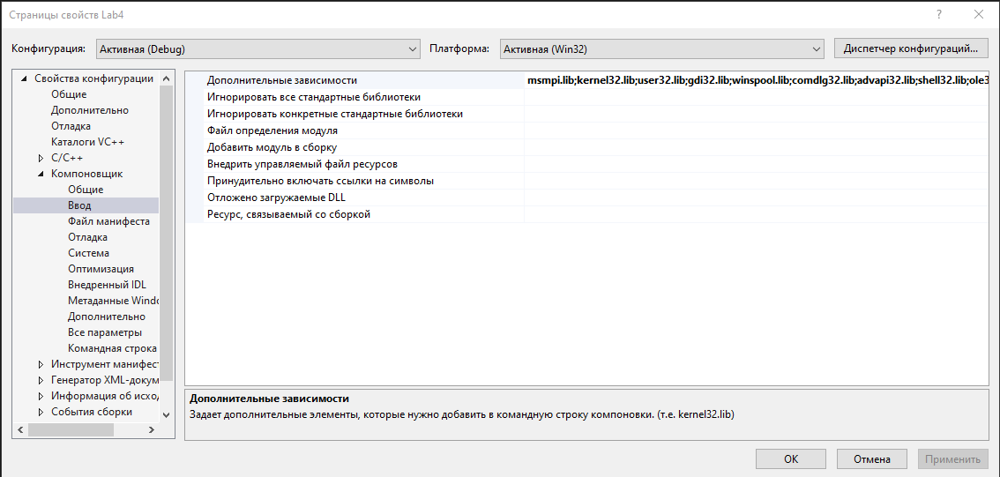 Страницы свойств Lab4
? ×
Конфигурация: Активная (Debug) Платформа: Активная (Win32) Диспетчер конфигураций...
Свойства конфигурации
Общие
Дополнительно
Отладка
Каталоги VC++
C/C++
Компоновщик
Общие
Ввод
Файл манифеста
Отладка
Система
Оптимизация
Внедренный IDL
Метаданные Windo
Дополнительно
Все параметры
Командная строка
Инструмент манифес
Генератор XML-докум
Информация об исхо
События сборки
Дополнительные зависимости msmpi.lib;kernel32.lib;user32.lib;gdi32.lib;winspool.lib;comdlg32.lib;advapi32.lib;shell32.lib;ole3
Игнорировать все стандартные библиотеки
Игнорировать конкретные стандартные библиотеки
Файл определения модуля
Добавить модуль в сборку
Внедрить управляемый файл ресурсов
Принудительно включать ссылки на символы
Отложено загружаемые DLL
Ресурс, связываемый со сборкой
Дополнительные зависимости
Задает дополнительные элементы, которые нужно добавить в командную строку компоновки. (т.е. kernel32.lib)
ОК Отмена Применить